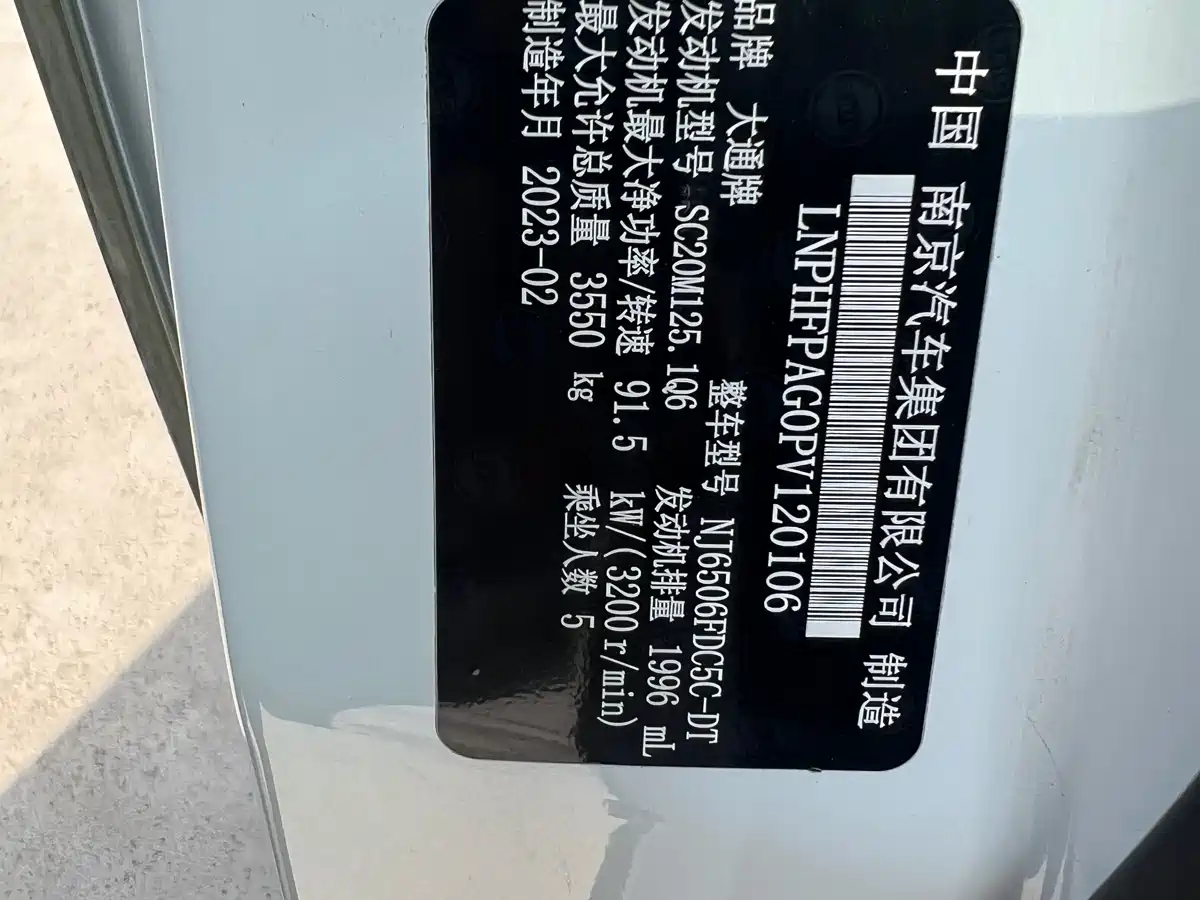 中国 南京汽车集团有限公司 制造
LNPHFPAG0PV120106
品牌 大通牌 整车型号 NJ6506FDC5C-DT
发动机型号 SC20M125.1Q6 发动机排量 1996 mL
发动机最大净功率/转速 91.5 kW/(3200r/min)
最大允许总质量 3550 kg 乘坐人数 5
制造年月 2023-02